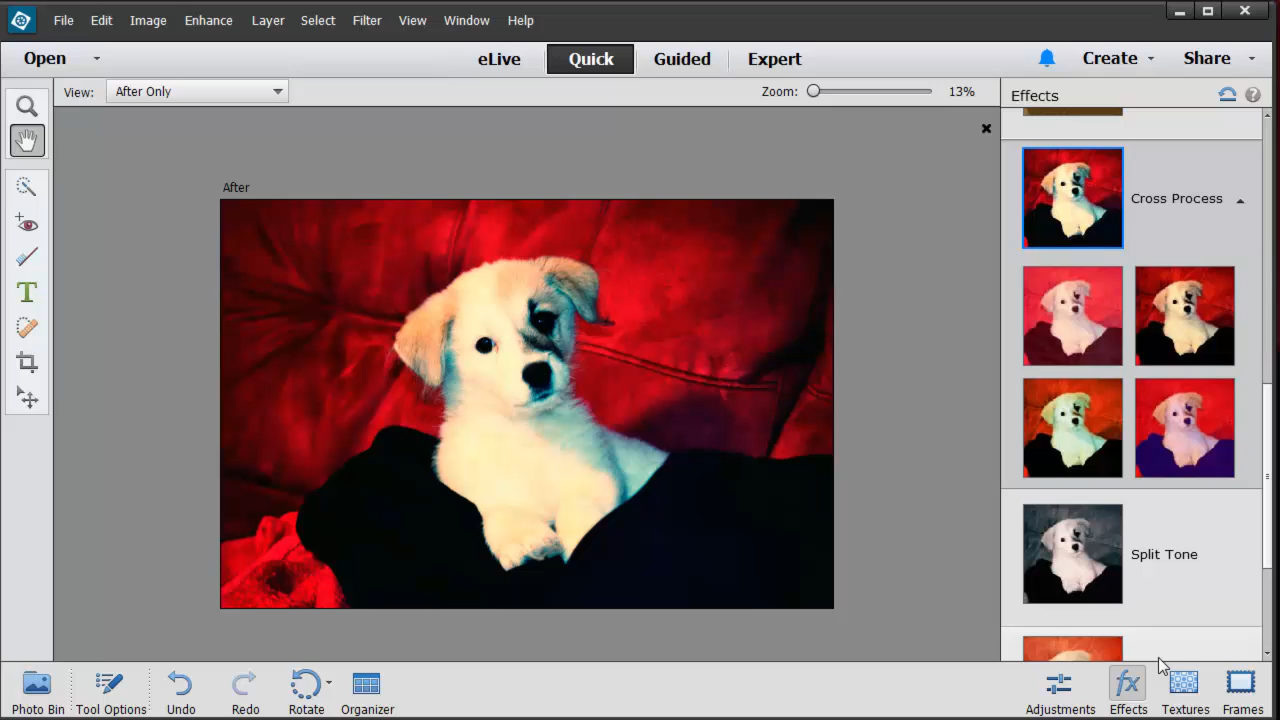 File Edit Image Enhance Layer Select Filter View Window Help
Open eLive Quick Guided Expert Create Share
View: After Only Zoom: 13% Effects
After
Cross Process
T
Split Tone
fx
Photo Bin Tool Options Undo Redo Rotate Organizer Adjustments Effects Textures Frames